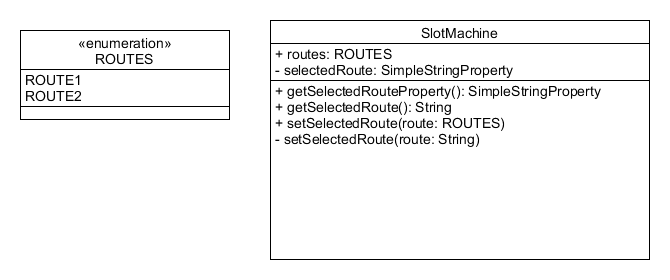 «enumeration»
ROUTES
ROUTE1
ROUTE2
SlotMachine
+ routes: ROUTES
- selectedRoute: SimpleStringProperty
+ getSelectedRouteProperty(): SimpleStringProperty
+ getSelectedRoute(): String
+ setSelectedRoute(route: ROUTES)
- setSelectedRoute(route: String)